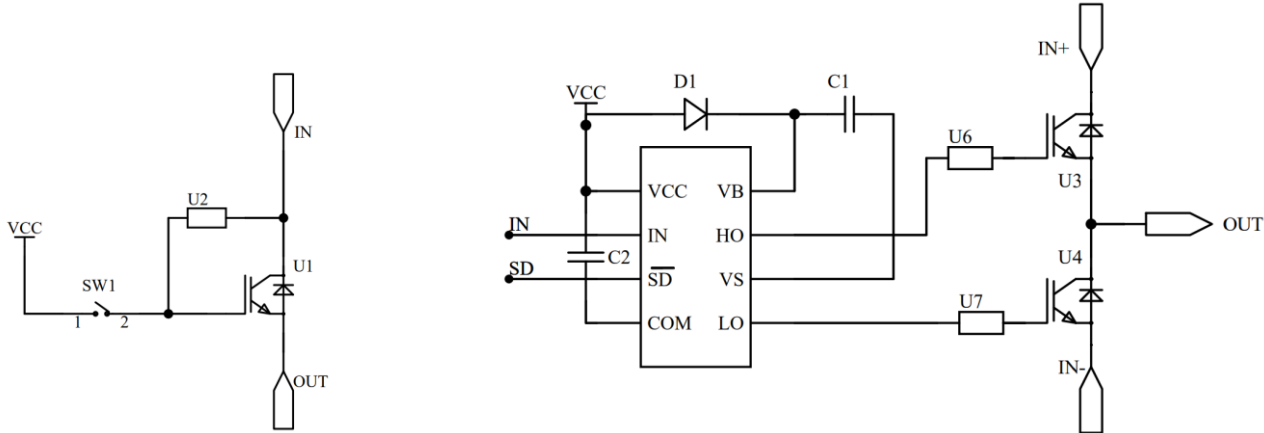 IN
U2
VCC
U1
SW1
1
2
OUT
IN+
D1
C1
VCC
U6
U3
VCC
VB
IN
IN
HO
OUT
C2
U4
SD
SD
VS
U7
COM
LO
IN-